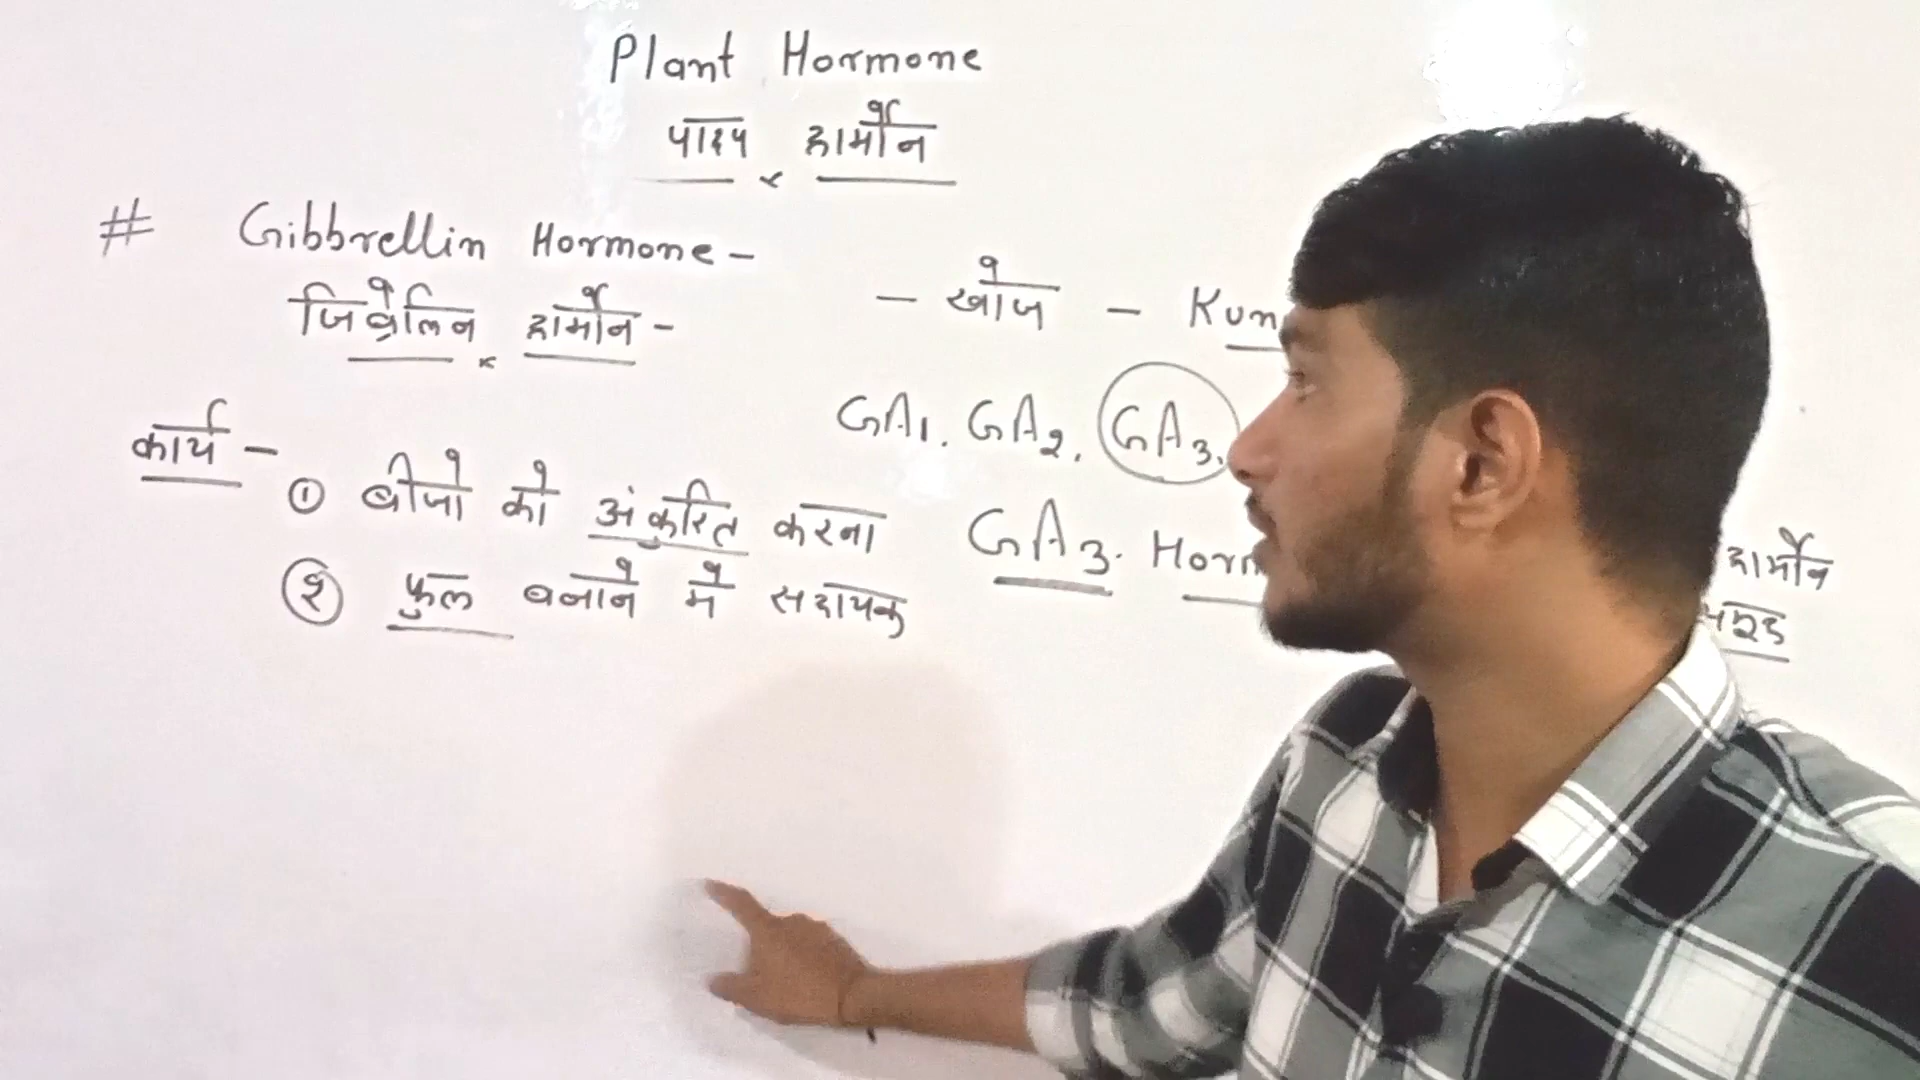 Plant Hormone
पादप हार्मोन
# Gibbrellin Hormone -
जिब्रेलिन हार्मोन -
- खोज - Kun
कार्य -
GA1. GA2. GA3.
① बीजो को अंकुरित करना
② फुल बनाने मे सहायक
GA3. Horm
हार्मोन